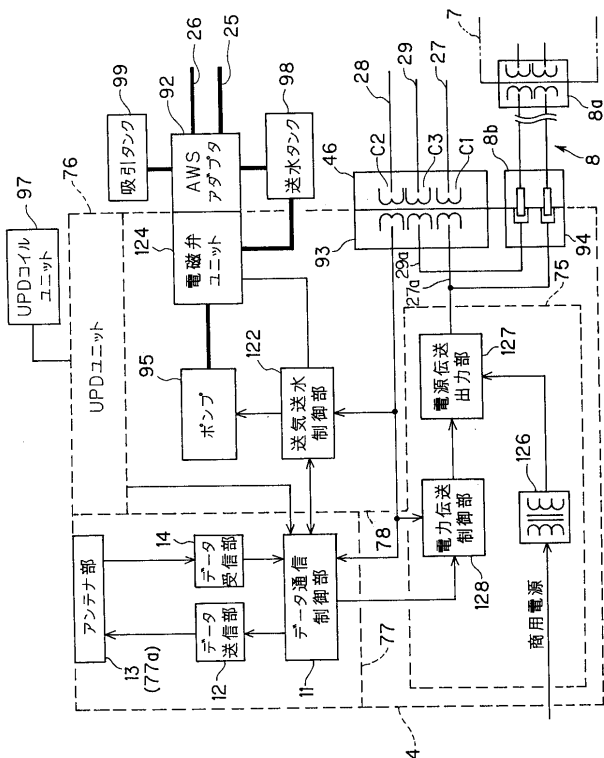 97
UPDコイル
ユニット
76
UPDユニット
99
吸引タンク
92
26
25
AWS
アダプタ
124
電磁弁
ユニット
98
送水タンク
95
ポンプ
122
送気送水
制御部
アンテナ部
13
(77a)
14
データ
受信部
データ
送信部
12
データ通信
制御部
11
77
78
4
46
93
28
29
27
C2
C3
C1
29a
27a
7
8a
8b
8
94
75
電源伝送
出力部
127
電力伝送
制御部
128
126
商用電源